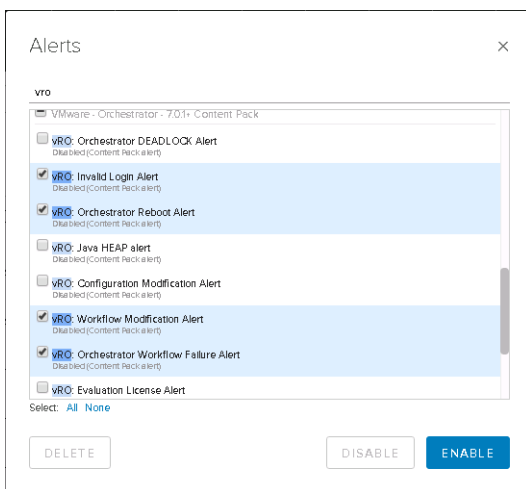 Alerts
vro
VMware - Orchestrator - 7.0.1+ Content Pack
vRO: Orchestrator DEADLOCK Alert
Disabled (Content Pack alert)
vRO: Invalid Login Alert
Disabled (Content Pack alert)
vRO: Orchestrator Reboot Alert
Disabled (Content Pack alert)
vRO: Java HEAP alert
Disabled (Content Pack alert)
vRO: Configuration Modification Alert
Disabled (Content Pack alert)
vRO: Workflow Modification Alert
Disabled (Content Pack alert)
vRO: Orchestrator Workflow Failure Alert
Disabled (Content Pack alert)
vRO: Evaluation License Alert
Select: All None
DELETE DISABLE ENABLE